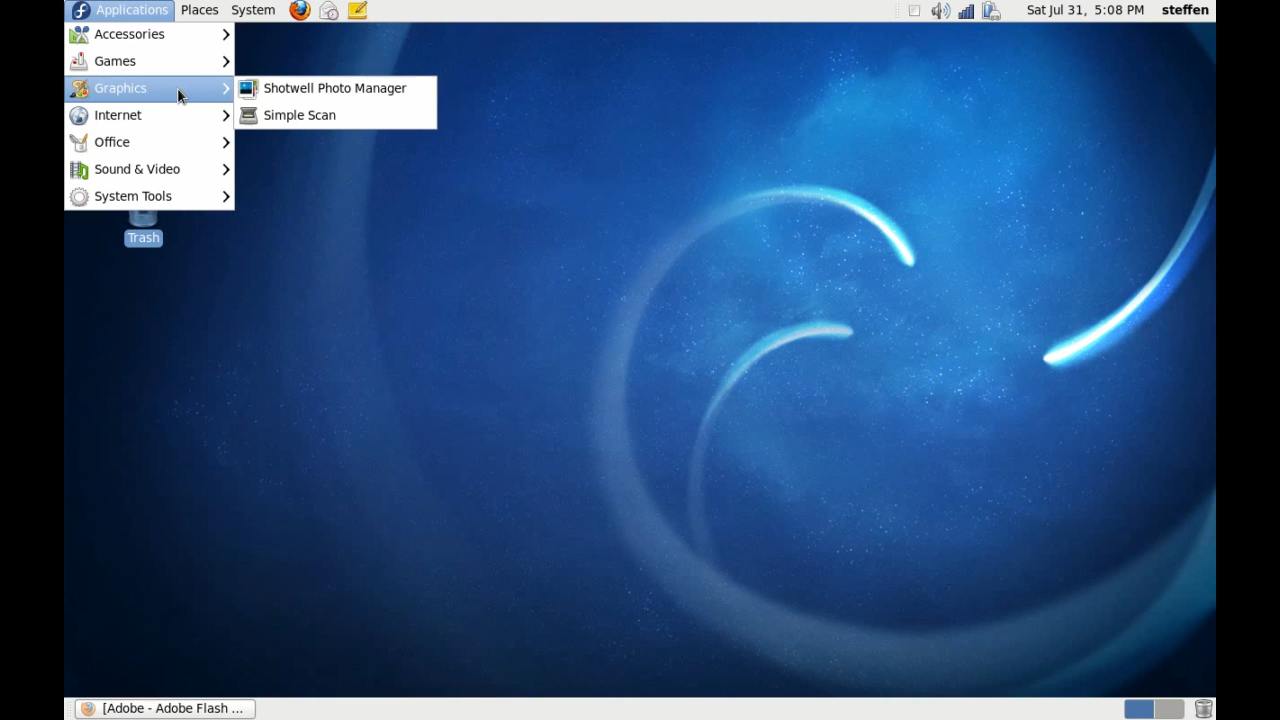 Applications Places System Sat Jul 31, 5:08 PM steffen
Accessories
Games
Graphics
Shotwell Photo Manager
Internet
Simple Scan
Office
Sound & Video
System Tools
Trash
[Adobe - Adobe Flash ...